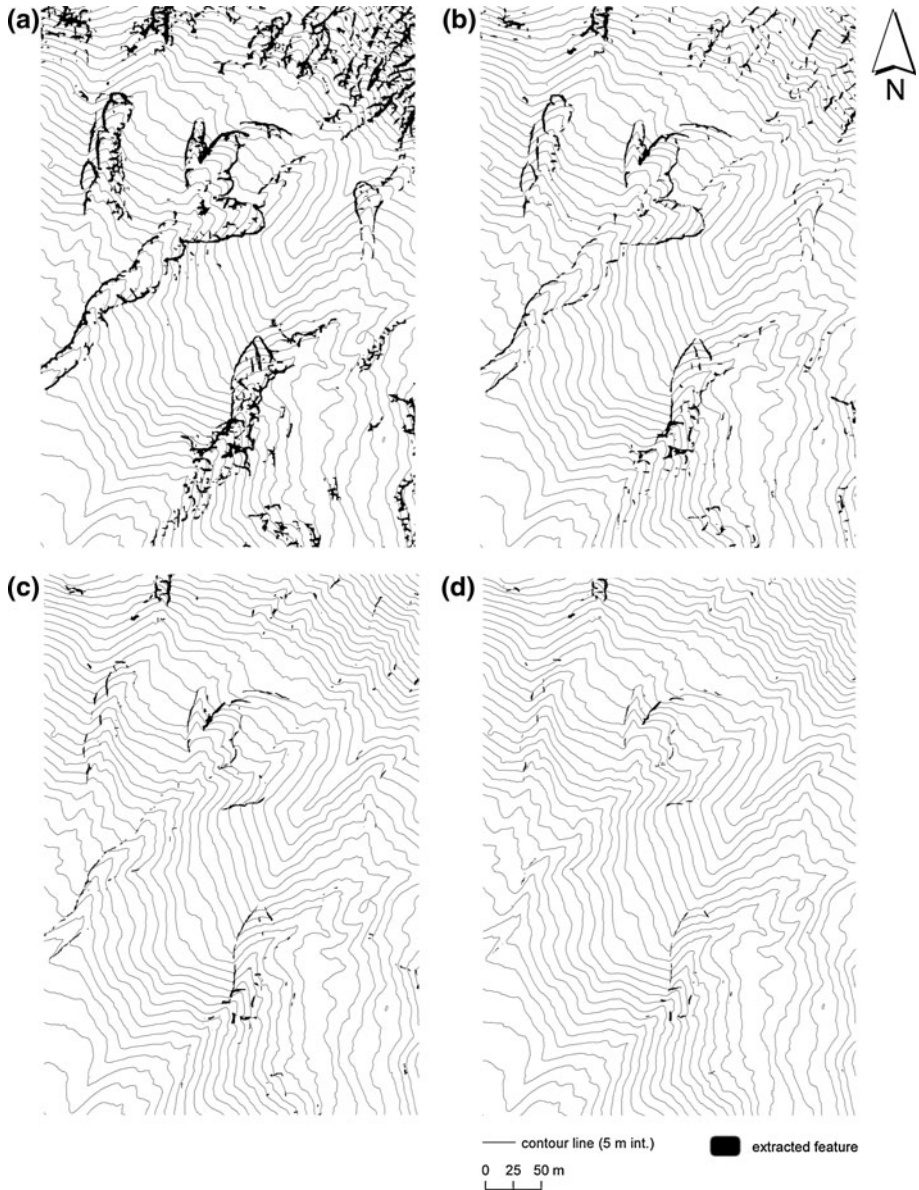 (a)
(b)
N
(c)
(d)
contour line (5 m int.)
extracted feature
0 25 50 m